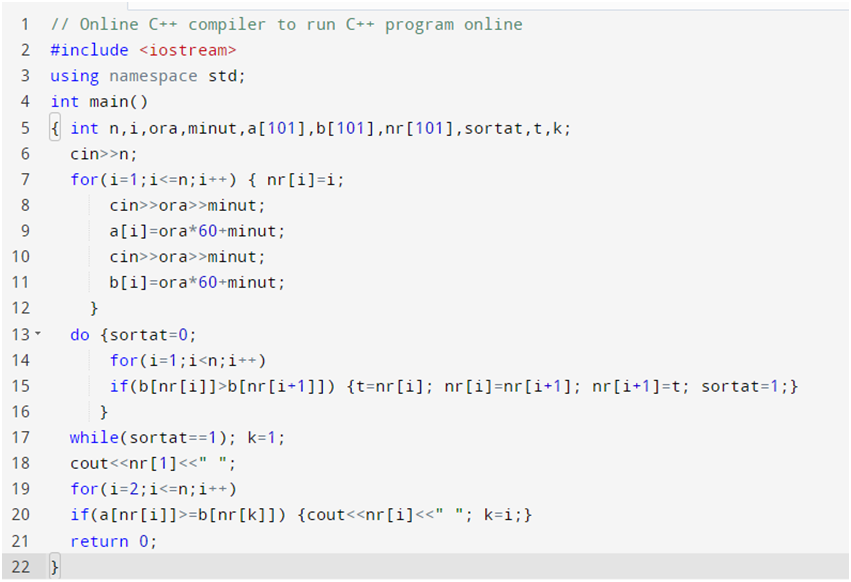 1 // Online C++ compiler to run C++ program online
2 #include <iostream>
3 using namespace std;
4 int main()
5 { int n,i,ora,minut,a[101],b[101],nr[101],sortat,t,k;
6 cin>>n;
7 for(i=1;i<=n;i++) { nr[i]=i;
8 cin>>ora>>minut;
9 a[i]=ora*60+minut;
10 cin>>ora>>minut;
11 b[i]=ora*60+minut;
12 }
13 do {sortat=0;
14 for(i=1;i<n;i++)
15 if(b[nr[i]]>b[nr[i+1]]) {t=nr[i]; nr[i]=nr[i+1]; nr[i+1]=t; sortat=1;}
16 }
17 while(sortat==1); k=1;
18 cout<<nr[1]<<" ";
19 for(i=2;i<=n;i++)
20 if(a[nr[i]]>=b[nr[k]]) {cout<<nr[i]<<" "; k=i;}
21 return 0;
22 }